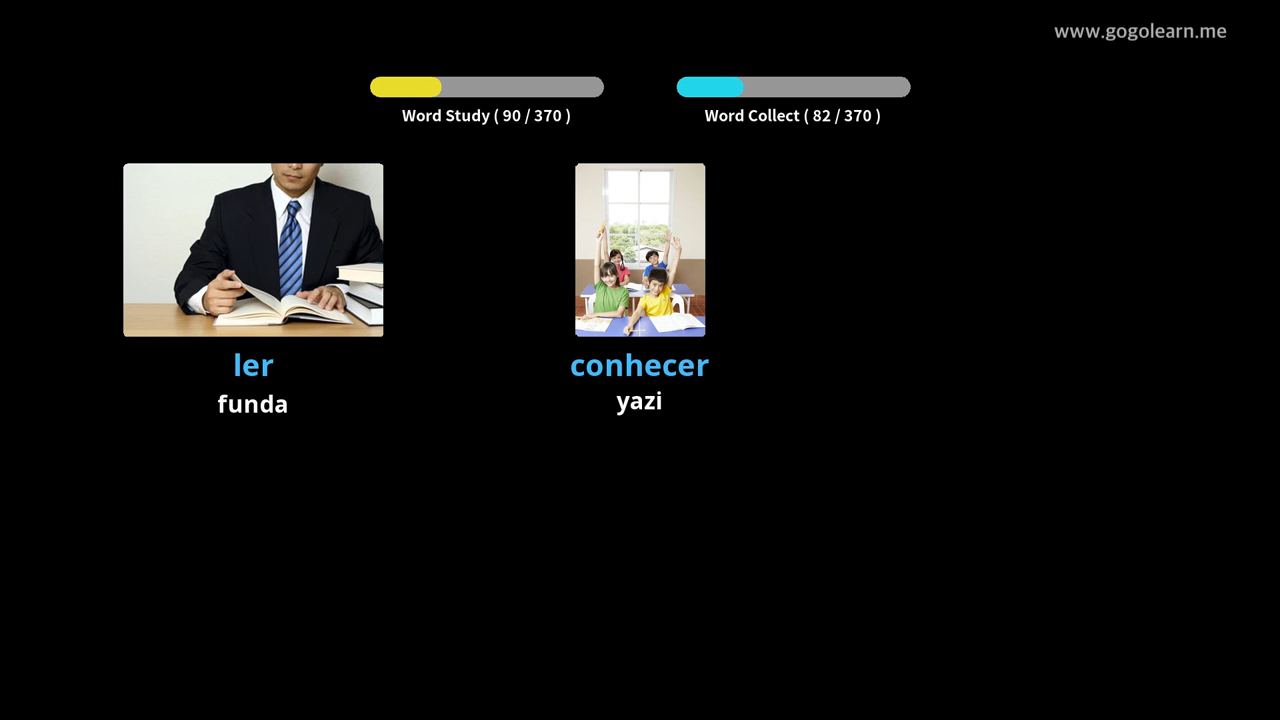 www.gogolearn.me
Word Study ( 90 / 370 )
Word Collect ( 82 / 370 )
ler
funda
conhecer
yazi